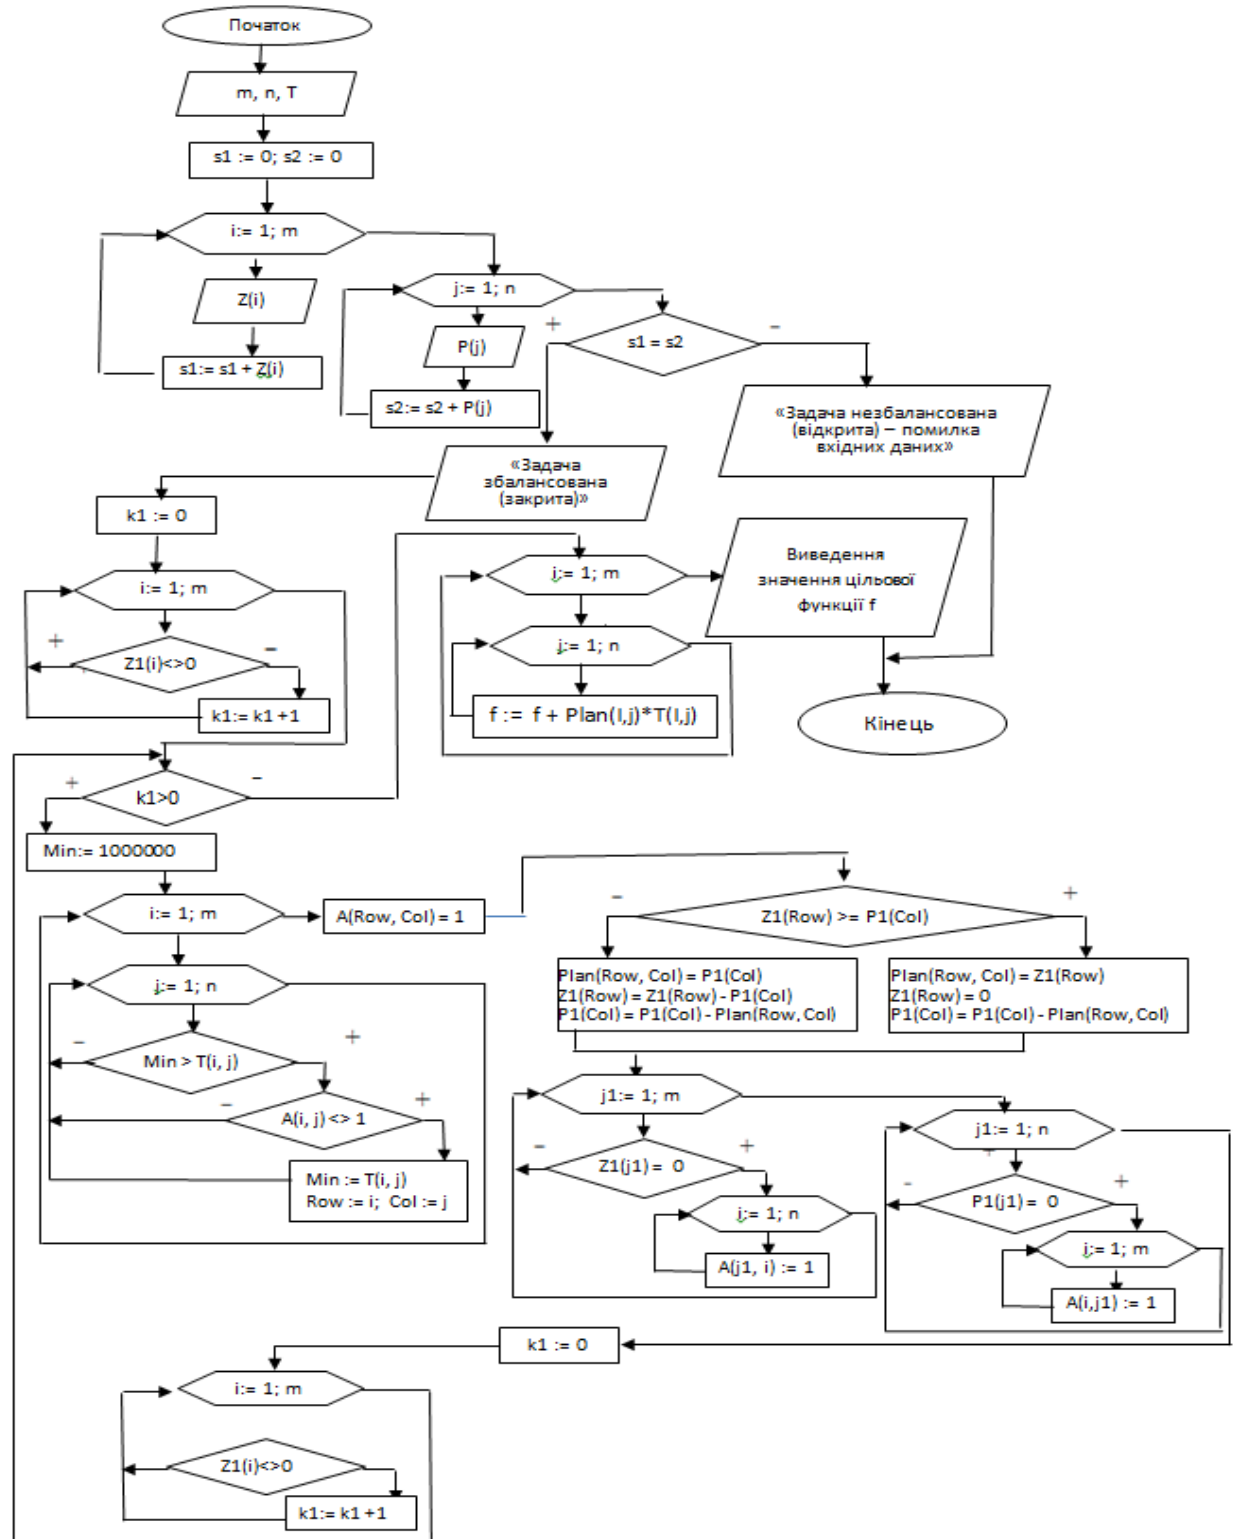 Початок
m, n, T
s1 := 0; s2 := 0
i:= 1; m
Z(i)
s1:= s1 + Z(i)
j:= 1; n
P(j)
s2:= s2 + P(j)
+
s1 = s2
-
«Задача незбалансована
(відкрита) – помилка
вхідних даних»
«Задача
збалансована
(закрита)»
k1 := 0
i:= 1; m
+
Z1(i)<>0
-
k1:= k1 +1
j:= 1; m
j:= 1; n
f := f + Plan(I,j)*T(I,j)
Виведення
значення цільової
функції f
Кінець
+
k1>0
-
Min:= 1000000
i:= 1; m
A(Row, Col) = 1
j:= 1; n
-
Min > T(i, j)
+
-
A(i, j) <> 1
+
Min := T(i, j)
Row := i; Col := j
-
Z1(Row) >= P1(Col)
+
Plan(Row, Col) = P1(Col)
Z1(Row) = Z1(Row) - P1(Col)
P1(Col) = P1(Col) - Plan(Row, Col)
Plan(Row, Col) = Z1(Row)
Z1(Row) = 0
P1(Col) = P1(Col) - Plan(Row, Col)
j1:= 1; m
-
Z1(j1) = 0
+
i:= 1; n
A(j1, i) := 1
j1:= 1; n
+
-
P1(j1) = 0
+
i:= 1; m
A(i,j1) := 1
k1 := 0
i:= 1; m
Z1(i)<>0
k1:= k1 +1